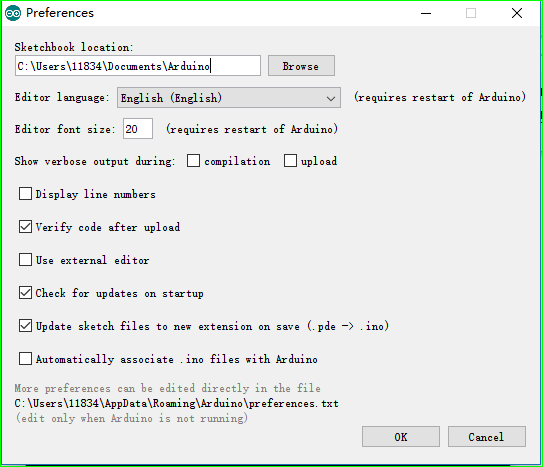 Preferences
Sketchbook location:
C:\Users\11834\Documents\Arduino Browse
Editor language: English (English) (requires restart of Arduino)
Editor font size: 20 (requires restart of Arduino)
Show verbose output during: compilation upload
Display line numbers
Verify code after upload
Use external editor
Check for updates on startup
Update sketch files to new extension on save (.pde -> .ino)
Automatically associate .ino files with Arduino
More preferences can be edited directly in the file
C:\Users\11834\AppData\Roaming\Arduino\preferences.txt
(edit only when Arduino is not running)
OK Cancel